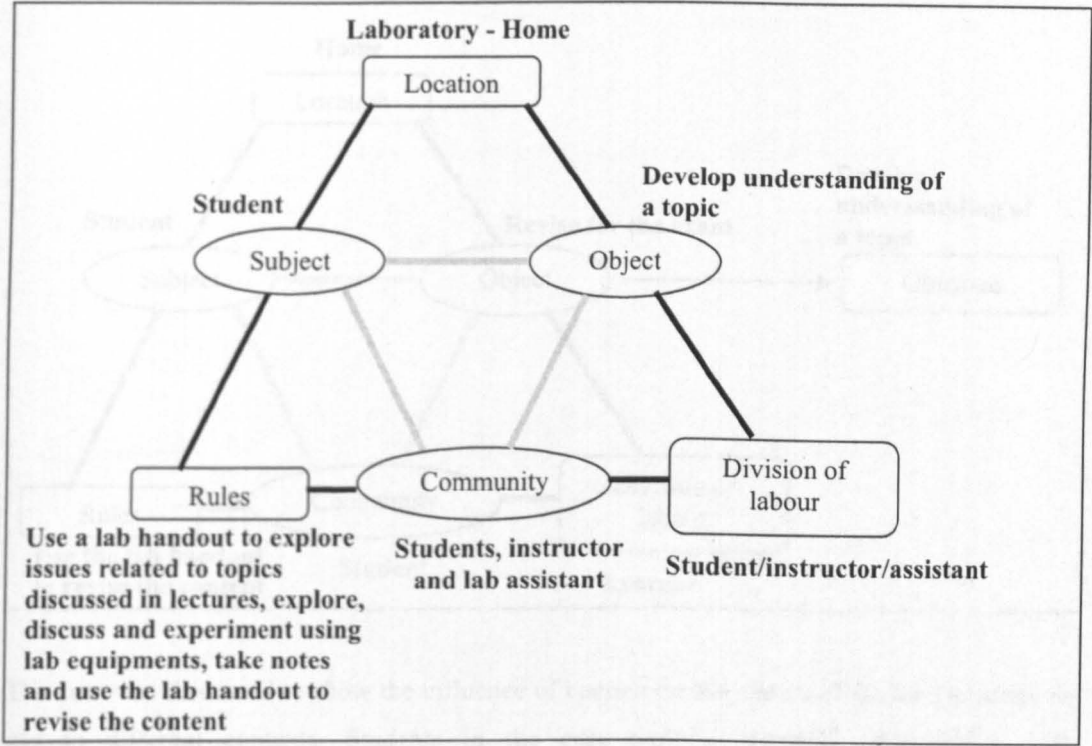 Laboratory - Home
Location
Develop understanding of
a topic
Student
Subject
Object
Rules
Community
Division of
labour
Use a lab handout to explore
issues related to topics
discussed in lectures, explore,
discuss and experiment using
lab equipments, take notes
and use the lab handout to
revise the content
Students, instructor
and lab assistant
Student/instructor/assistant